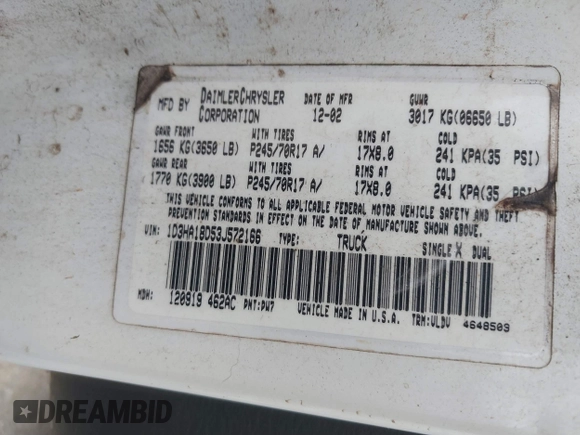 MFD BY DAIMLERCHRYSLER CORPORATION DATE OF MFR 12-02 GVWR 3017 KG(06650 LB)
GAWR FRONT WITH TIRES RIMS AT COLD
1656 KG(3650 LB) P245/70R17 A/ 17X8.0 241 KPA(35 PSI)
GAWR REAR WITH TIRES RIMS AT COLD
1770 KG(3900 LB) P245/70R17 A/ 17X8.0 241 KPA(35 PSI)
THIS VEHICLE CONFORMS TO ALL APPLICABLE FEDERAL MOTOR VEHICLE SAFETY AND THEFT
PREVENTION STANDARDS IN EFFECT ON THE DATE OF MANUFACTURE SHOWN ABOVE.
VIN: 1D3HA18D53J572166 TYPE: TRUCK SINGLE X DUAL
MDH: 120919 462AC PNT:PW7 VEHICLE MADE IN U.S.A. TRM:VLDV 4648503
DREAMBID